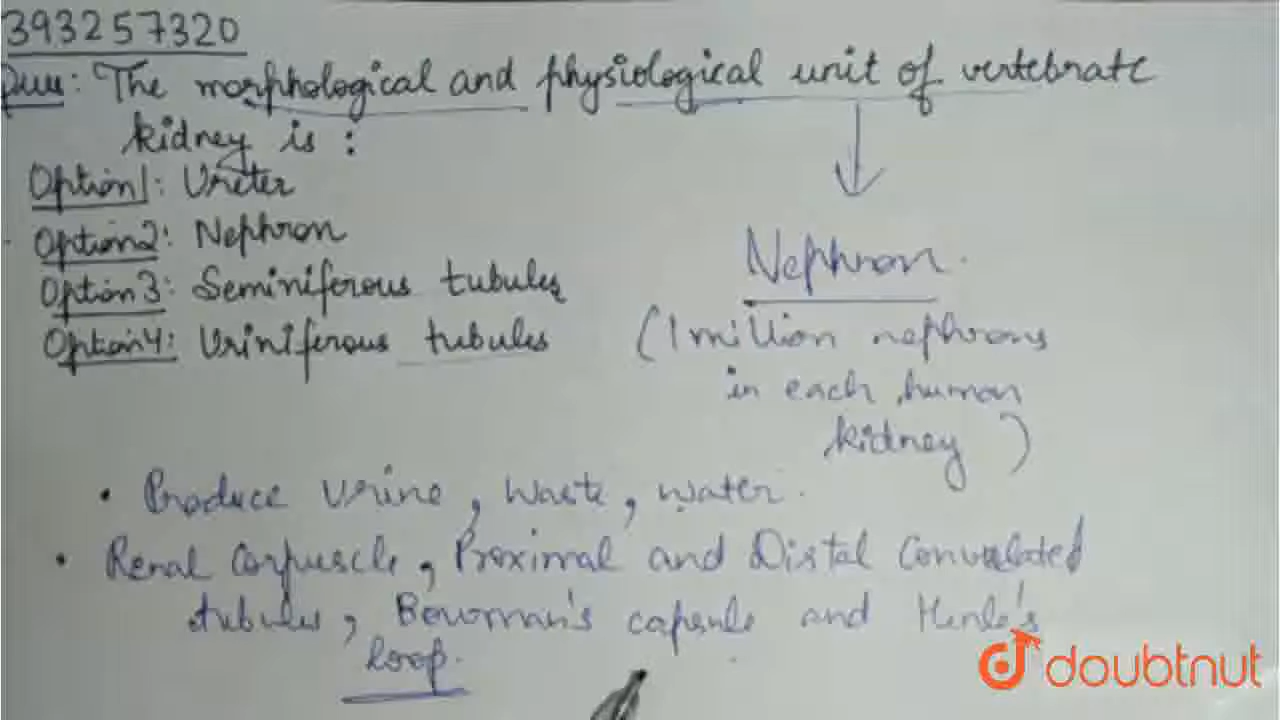 393257320
Ques: The morphological and physiological unit of vertebrate
kidney is :
Option1: Ureter
Option2: Nephron
Option3: Seminiferous tubules
Option4: Uriniferous tubules
Nephron.
(1 million nephrons
in each human
kidney)
• Produce urine, waste, water.
• Renal Corpuscle, Proximal and Distal Convulated
tubules, Bowman's capsule and Henle's
loop.
doubtnut